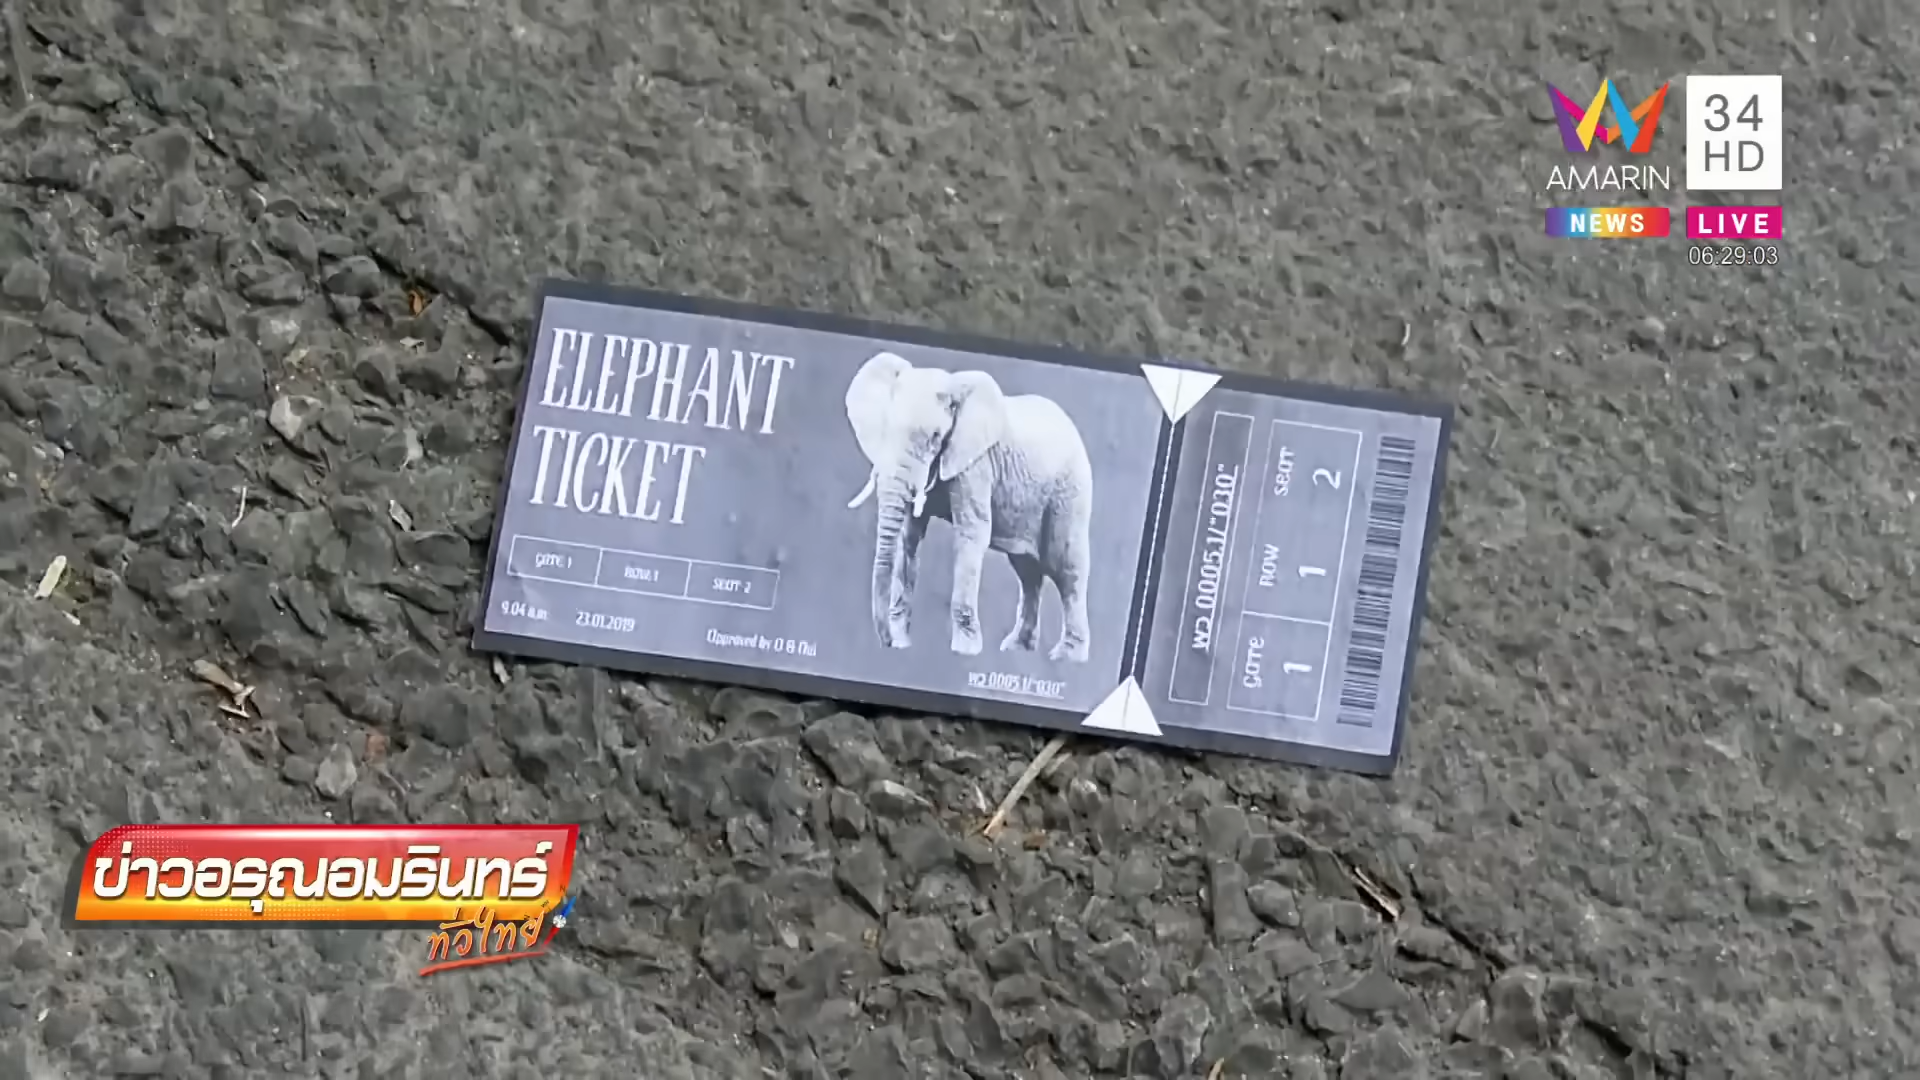 AMARIN
34
HD
NEWS
LIVE
06:29:03
ELEPHANT
TICKET
GATE 1
ROW 1
SEAT 2
9.04 a.m
23.01.2019
Approved by O & Nui
พว 0005.1/"030"
พว 0005.1/"030"
GATE
1
ROW
1
SEAT
2
ข่าวอรุณอมรินทร์
ทั่วไทย